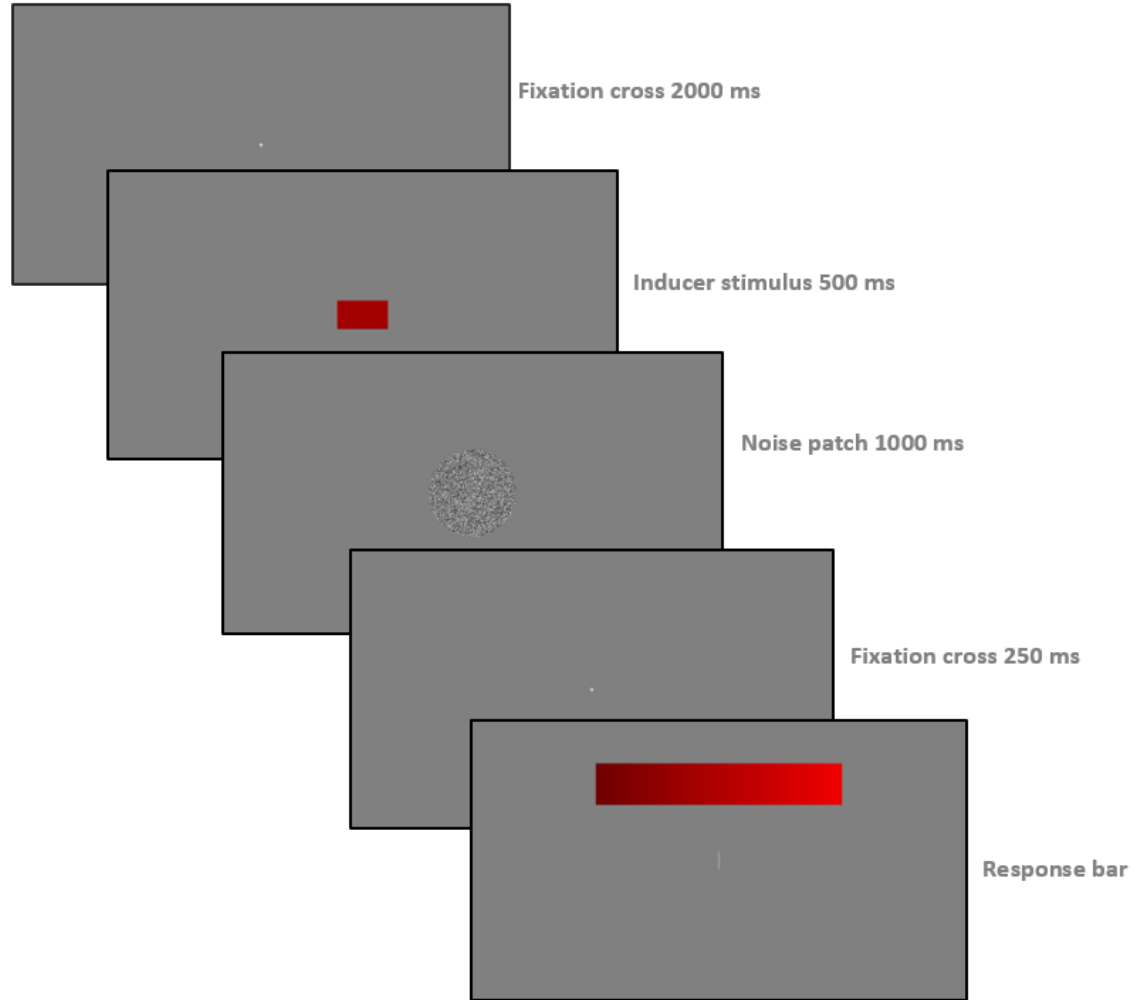 Fixation cross 2000 ms
Inducer stimulus 500 ms
Noise patch 1000 ms
Fixation cross 250 ms
Response bar